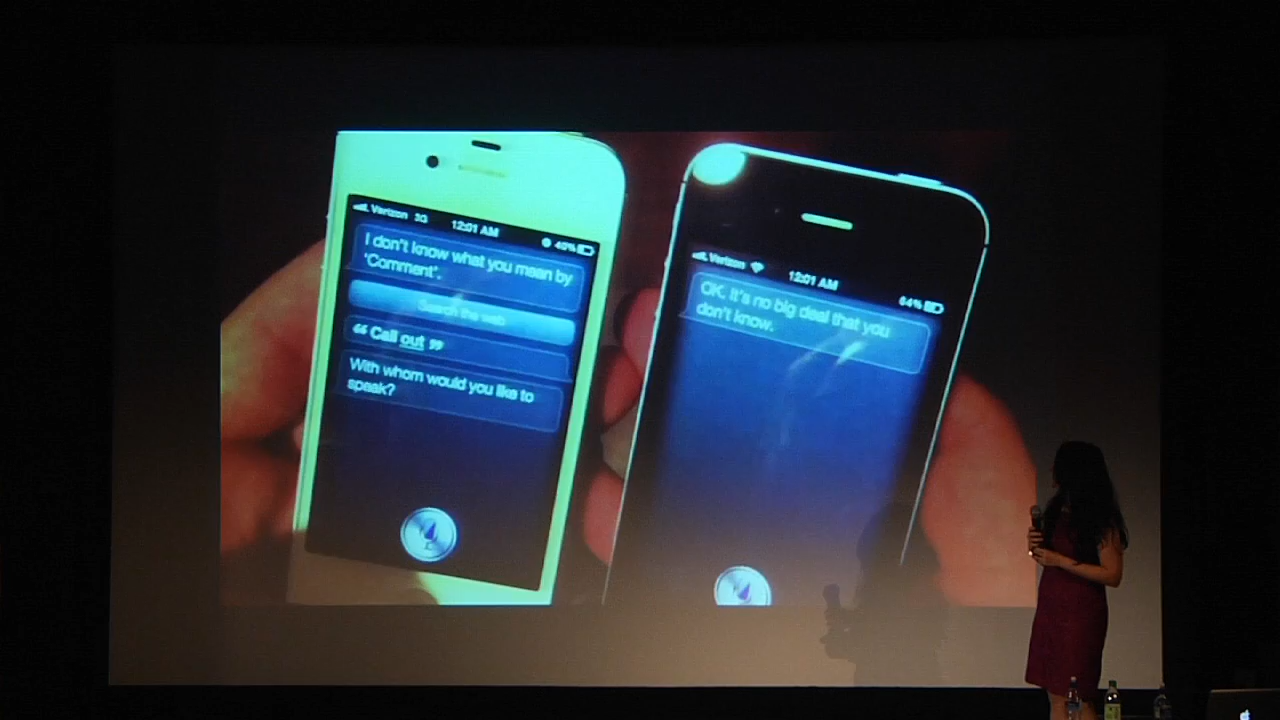 Verizon 3G 12:01 AM 40%
I don't know what you mean by
'Comment'.
Search the web
“ Call out ”
With whom would you like to
speak?
Verizon 12:01 AM 64%
OK, it's no big deal that you
don't know.